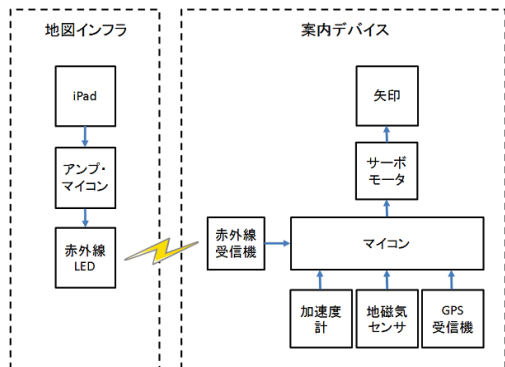 地図インフラ
iPad
アンプ・
マイコン
赤外線
LED
案内デバイス
矢印
サーボ
モータ
赤外線
受信機
マイコン
加速度
計
地磁気
センサ
GPS
受信機